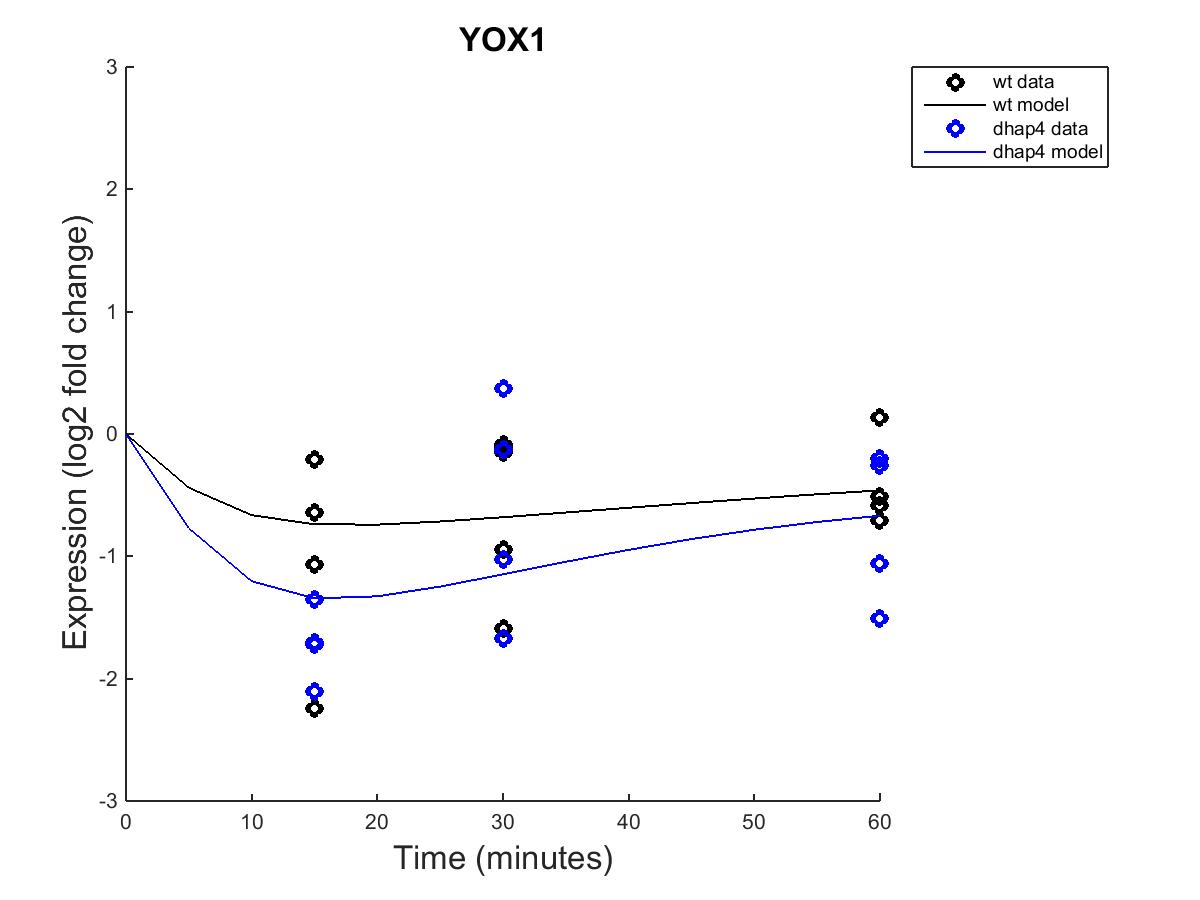 YOX1
wt data
wt model
dhap4 data
dhap4 model
3
2
1
0
-1
-2
-3
Expression (log2 fold change)
0 10 20 30 40 50 60
Time (minutes)